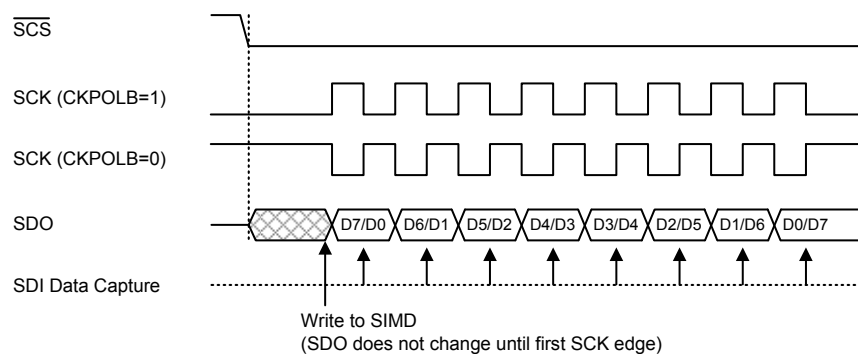 SCS
SCK (CKPOLB=1)
SCK (CKPOLB=0)
SDO
D7/D0 D6/D1 D5/D2 D4/D3 D3/D4 D2/D5 D1/D6 D0/D7
SDI Data Capture
Write to SIMD
(SDO does not change until first SCK edge)